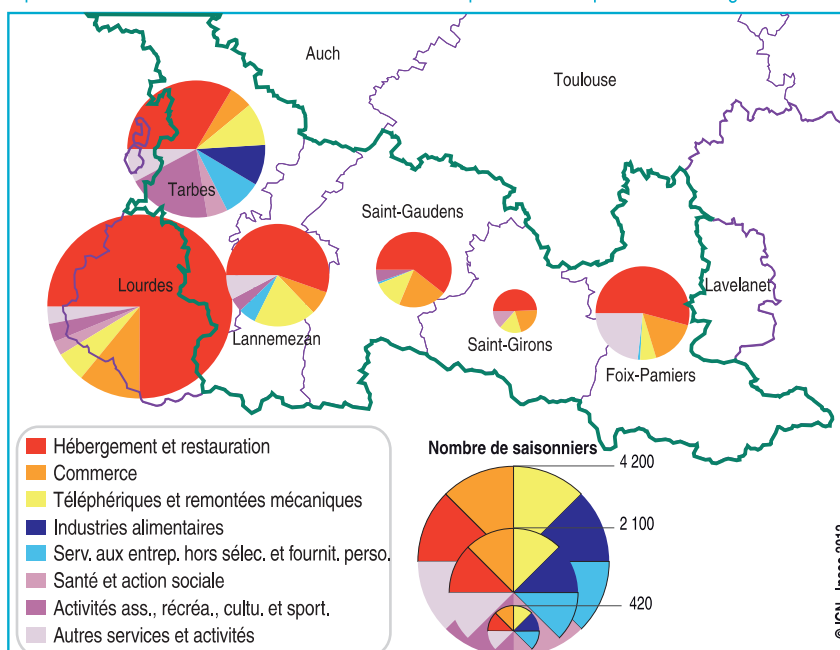 Auch
Toulouse
Tarbes
Saint-Gaudens
Lourdes
Lavelanet
Lannemezan
Saint-Girons
Foix-Pamiers
Hébergement et restauration
Commerce
Téléphériques et remontées mécaniques
Industries alimentaires
Serv. aux entrep. hors sélec. et fournit. perso.
Santé et action sociale
Activités ass., récréa., cultu. et sport.
Autres services et activités
Nombre de saisonniers
4 200
2 100
420